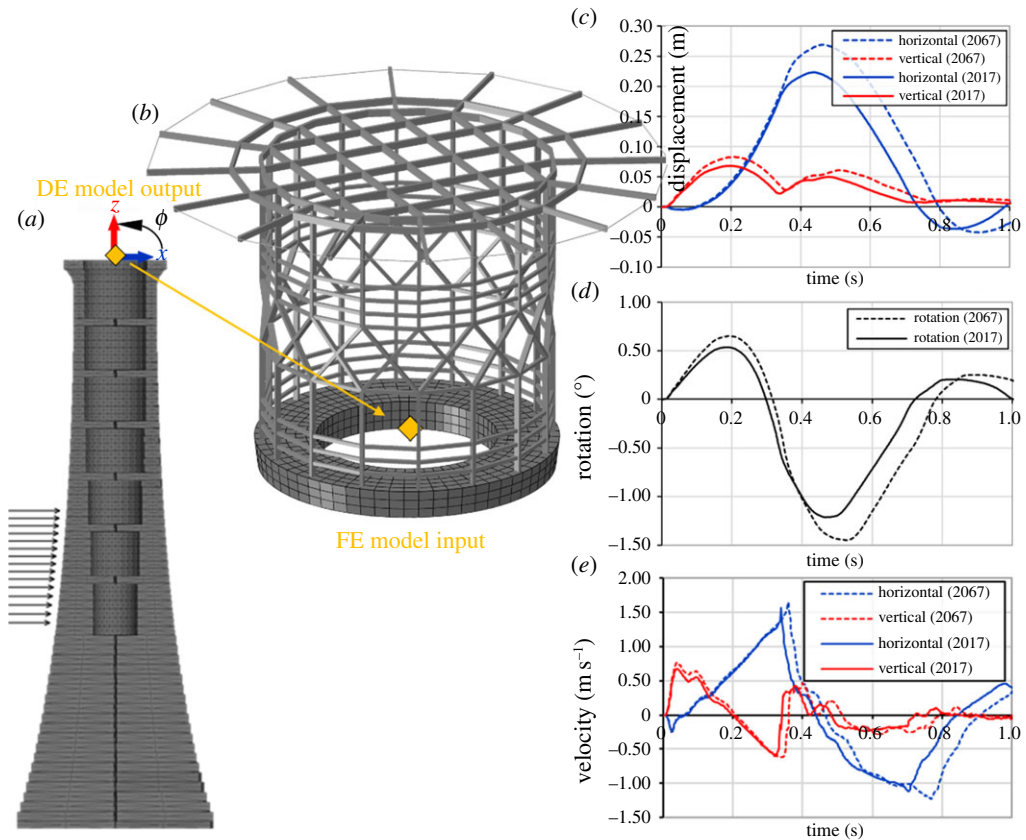 (a)
DE model output
z
ϕ
x
(b)
FE model input
(c)
displacement (m)
0.30
0.25
0.20
0.15
0.10
0.05
0
–0.05
–0.10
horizontal (2067)
vertical (2067)
horizontal (2017)
vertical (2017)
0.2 0.4 0.6 0.8 1.0
time (s)
(d)
rotation (°)
1.00
0.50
0
–0.50
–1.00
–1.50
rotation (2067)
rotation (2017)
0.2 0.4 0.6 0.8 1.0
time (s)
(e)
velocity (m s⁻¹)
2.00
1.50
1.00
0.50
0
–0.50
–1.00
–1.50
horizontal (2067)
vertical (2067)
horizontal (2017)
vertical (2017)
0 0.2 0.4 0.6 0.8 1.0
time (s)